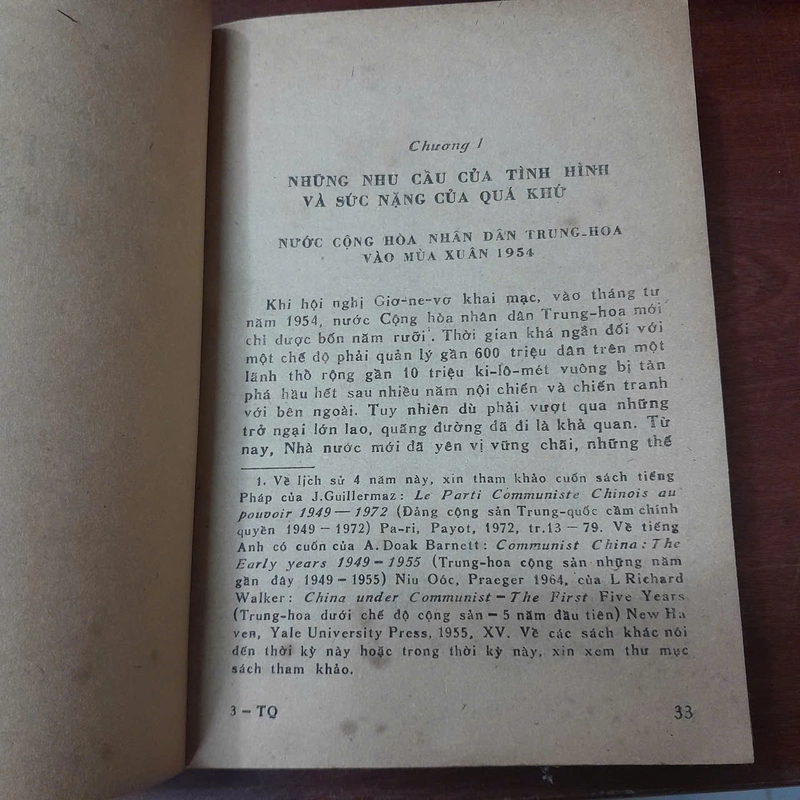 Chương I
NHỮNG NHU CẦU CỦA TÌNH HÌNH
VÀ SỨC NẶNG CỦA QUÁ KHỨ
NƯỚC CỘNG HÒA NHÂN DÂN TRUNG-HOA
VÀO MÙA XUÂN 1954
Khi hội nghị Giơ-ne-vơ khai mạc, vào tháng tư
năm 1954, nước Cộng hòa nhân dân Trung-hoa mới
chỉ được bốn năm rưỡi¹. Thời gian khá ngắn đối với
một chế độ phải quản lý gần 600 triệu dân trên một
lãnh thổ rộng gần 10 triệu ki-lô-mét vuông bị tàn
phá hầu hết sau nhiều năm nội chiến và chiến tranh
với bên ngoài. Tuy nhiên dù phải vượt qua những
trở ngại lớn lao, quãng đường đã đi là khả quan. Từ
nay, Nhà nước mới đã yên vị vững chãi, những thế
1. Về lịch sử 4 năm này, xin tham khảo cuốn sách tiếng
Pháp của J.Guillermaz : Le Parti Communiste Chinois au
pouvoir 1949 — 1972 (Đảng cộng sản Trung-quốc cầm chính
quyền 1949 — 1972) Pa-ri, Payot, 1972, tr.13 — 79. Về tiếng
Anh có cuốn của A. Doak Barnett : Communist China : The
Early years 1949 — 1955 (Trung-hoa cộng sản những năm
gần đây 1949 — 1955) Niu Oóc, Praeger 1964, của L Richard
Walker : China under Communist — The First Five Years
(Trung-hoa dưới chế độ cộng sản — 5 năm đầu tiên) New Ha
ven, Yale University Press, 1955, XV. Về các sách khác nói
đến thời kỳ này hoặc trong thời kỳ này, xin xem thư mục
sách tham khảo.
3 — TQ
33